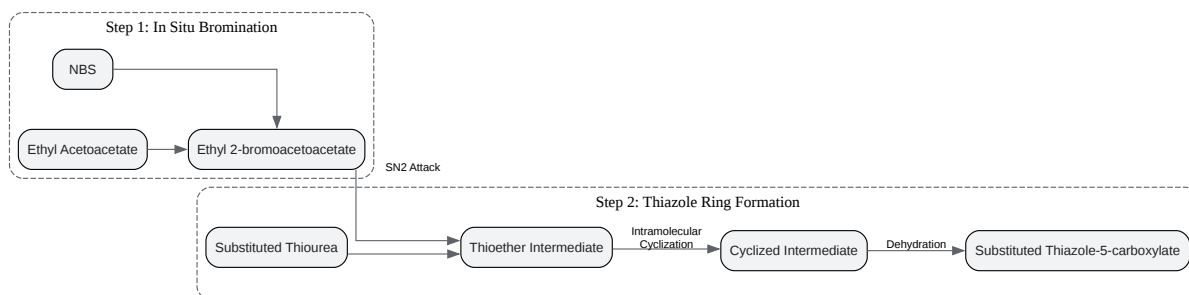 Step 1: In Situ Bromination
NBS
Ethyl Acetoacetate
Ethyl 2-bromoacetoacetate
SN2 Attack
Step 2: Thiazole Ring Formation
Substituted Thiourea
Thioether Intermediate
Intramolecular
Cyclization
Cyclized Intermediate
Dehydration
Substituted Thiazole-5-carboxylate